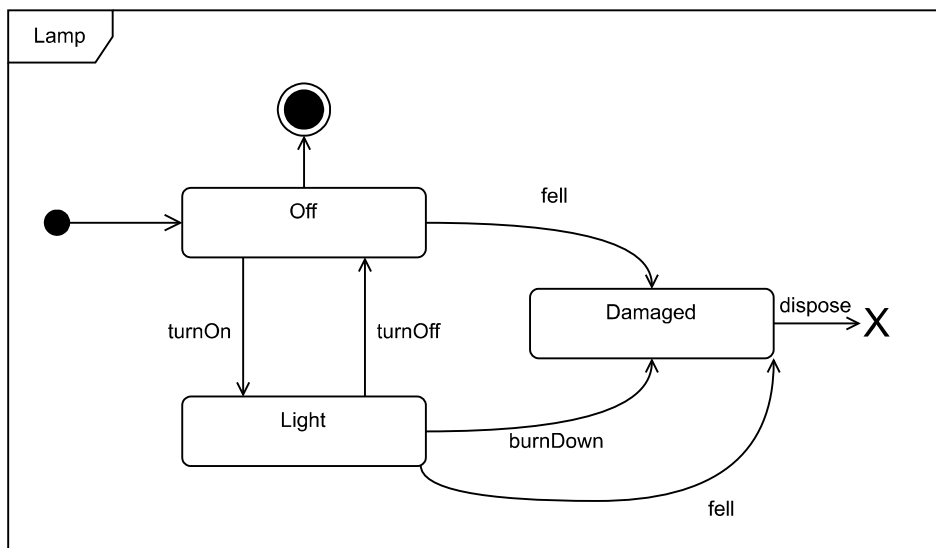 Lamp
Off
fell
turnOn
turnOff
Damaged
dispose
X
Light
burnDown
fell